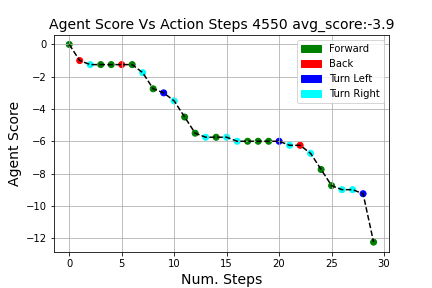 Agent Score Vs Action Steps 4550 avg_score:-3.9
Forward
Back
Turn Left
Turn Right
Agent Score
0
−2
−4
−6
−8
−10
−12
0 5 10 15 20 25 30
Num. Steps